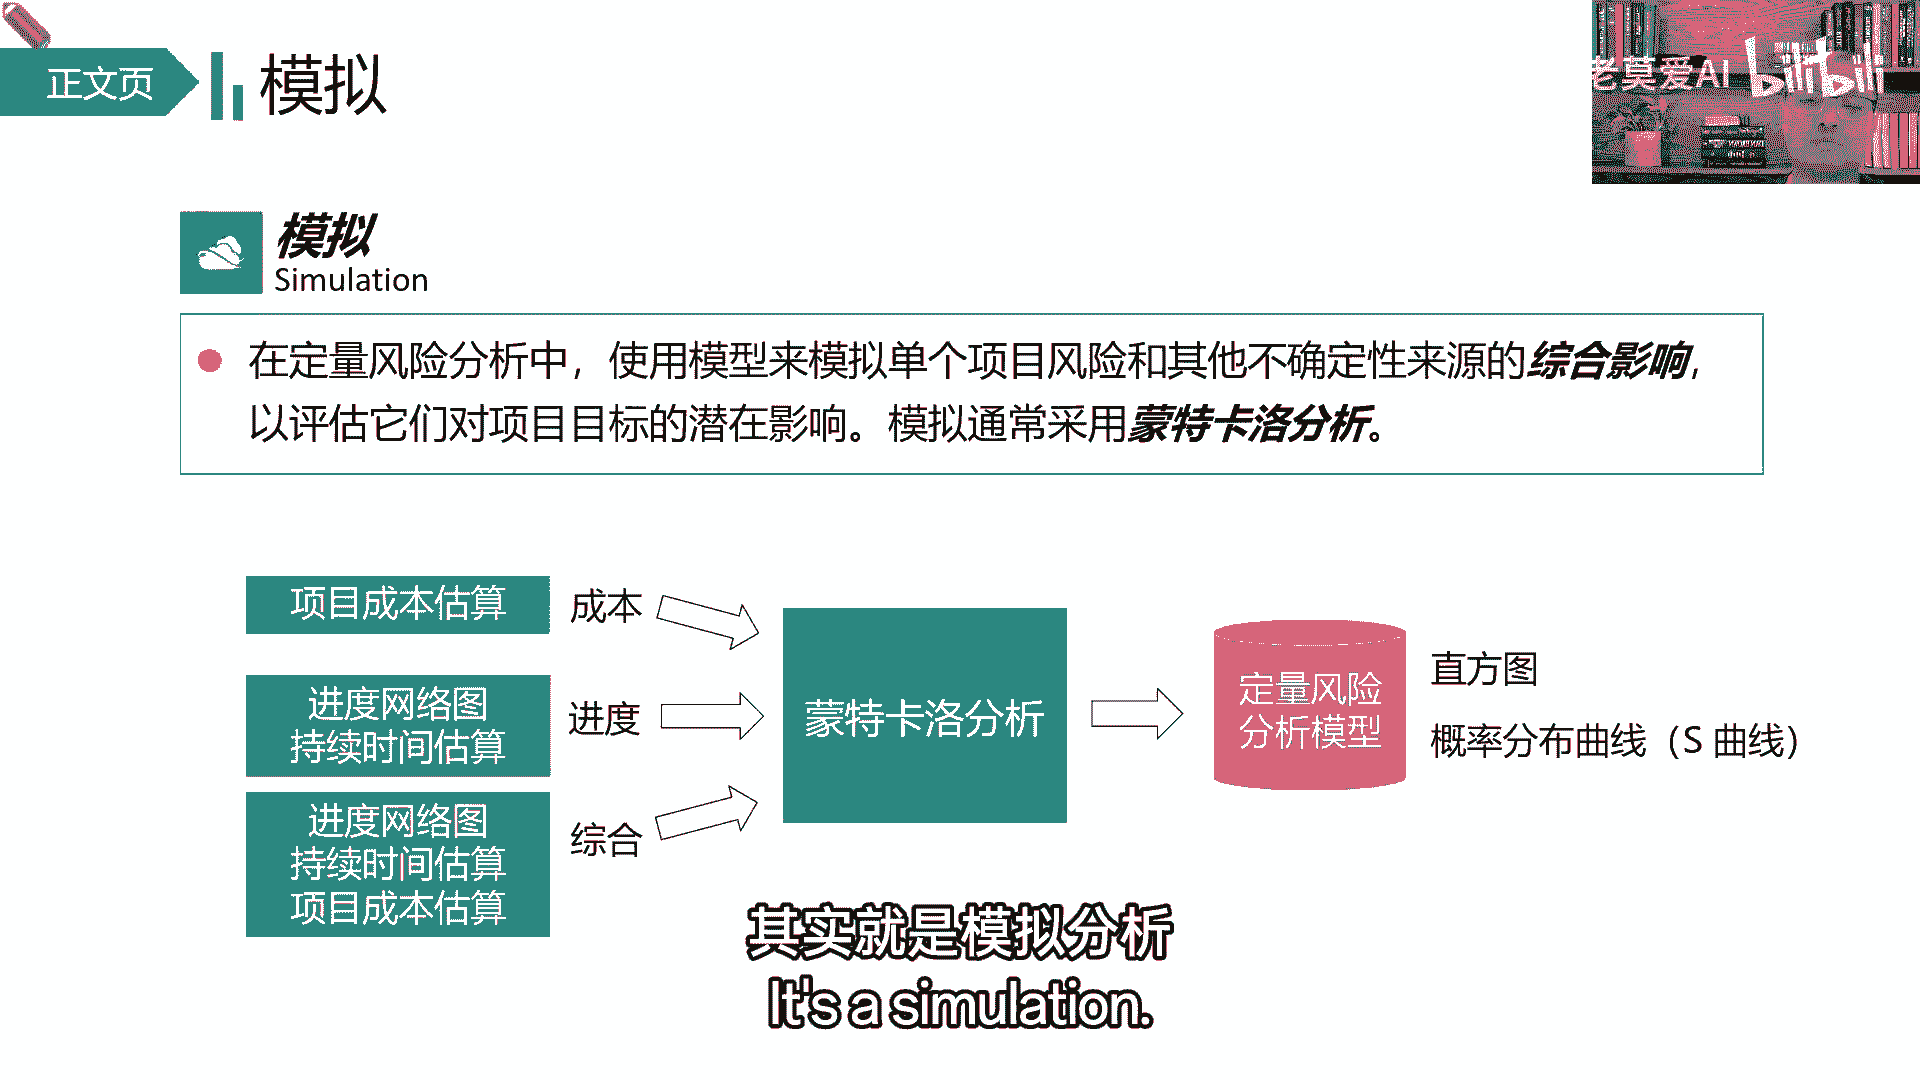 正文页
模拟
老莫爱AI bilibili
模拟
Simulation
在定量风险分析中，使用模型来模拟单个项目风险和其他不确定性来源的综合影响，
以评估它们对项目目标的潜在影响。模拟通常采用蒙特卡洛分析。
项目成本估算
成本
进度网络图
持续时间估算
进度
进度网络图
持续时间估算
项目成本估算
综合
蒙特卡洛分析
定量风险
分析模型
直方图
概率分布曲线（S 曲线）
其实就是模拟分析
It's a simulation.